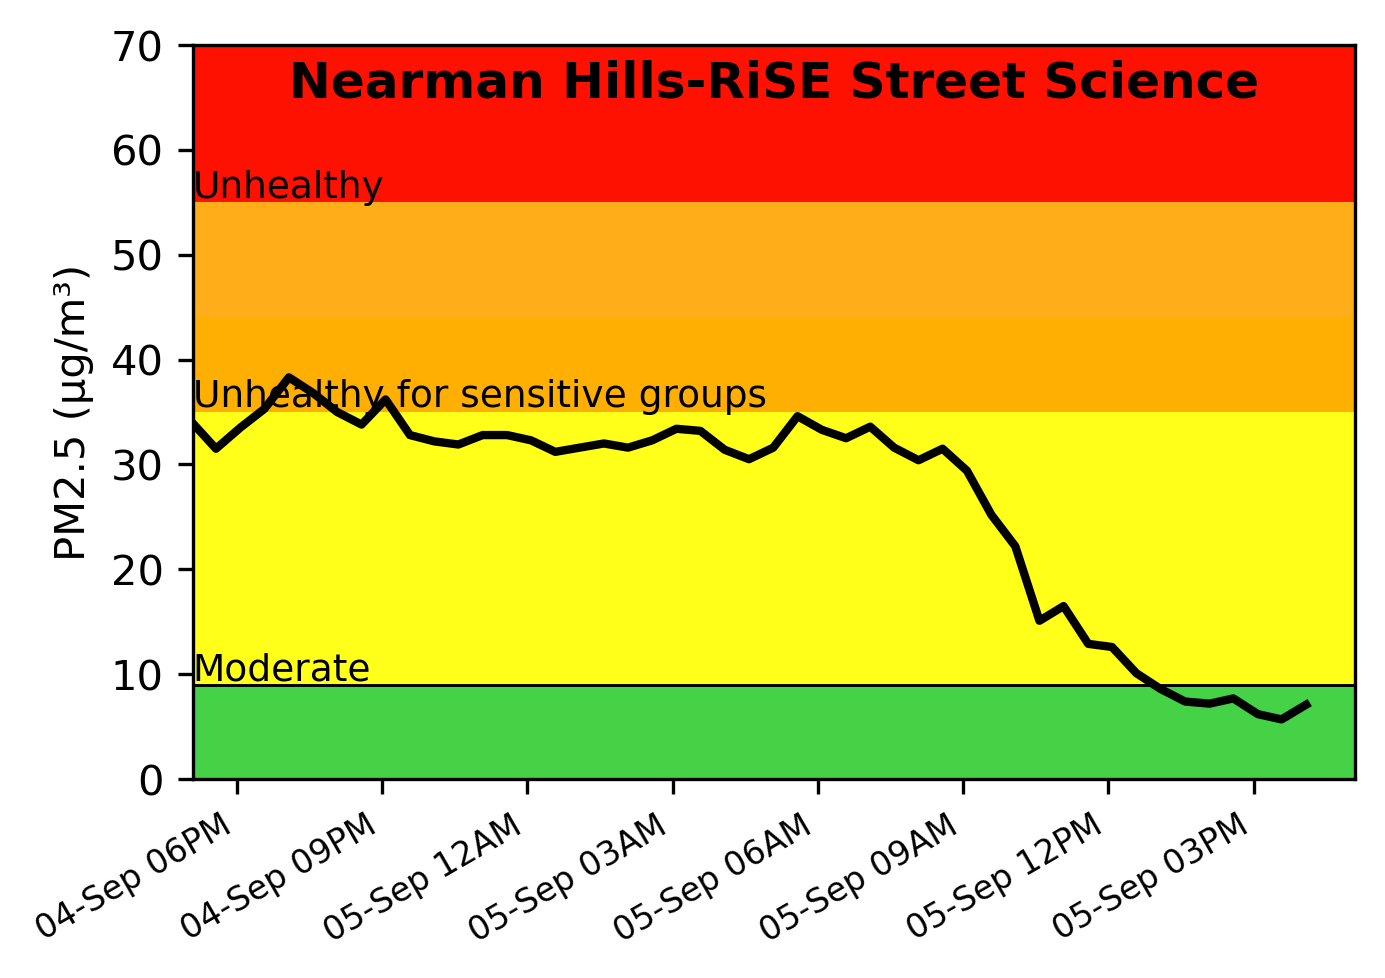 Nearman Hills-RiSE Street Science
70
60
50
40
30
20
10
0
PM2.5 (μg/m³)
Unhealthy
Unhealthy for sensitive groups
Moderate
04-Sep 06PM
04-Sep 09PM
05-Sep 12AM
05-Sep 03AM
05-Sep 06AM
05-Sep 09AM
05-Sep 12PM
05-Sep 03PM